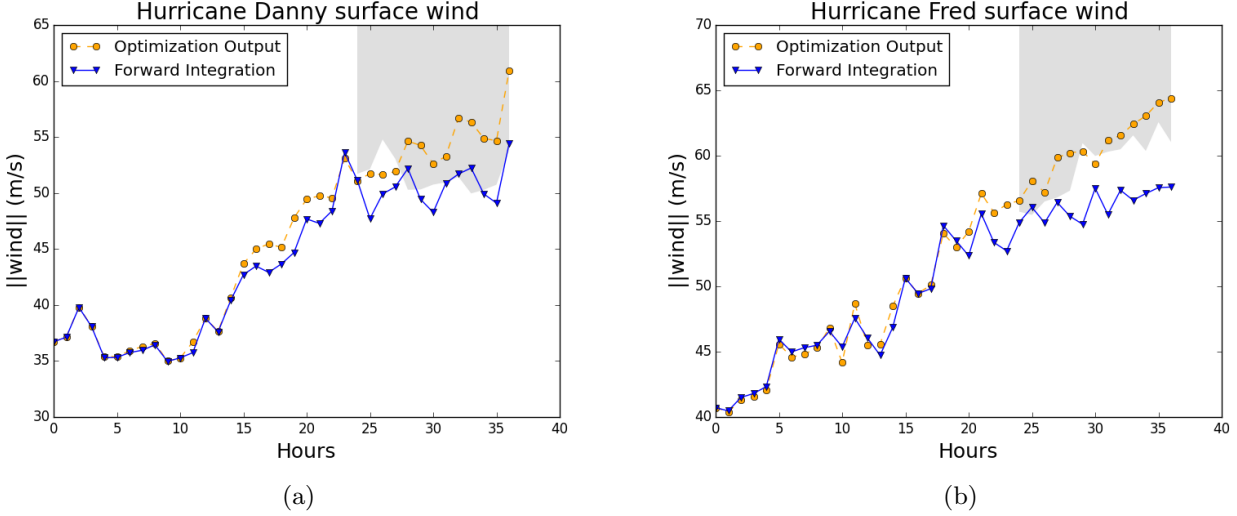 Hurricane Danny surface wind
65
60
55
50
45
40
35
30
||wind|| (m/s)
Optimization Output
Forward Integration
0 5 10 15 20 25 30 35 40
Hours
(a)
Hurricane Fred surface wind
70
65
60
55
50
45
40
||wind|| (m/s)
Optimization Output
Forward Integration
0 5 10 15 20 25 30 35 40
Hours
(b)